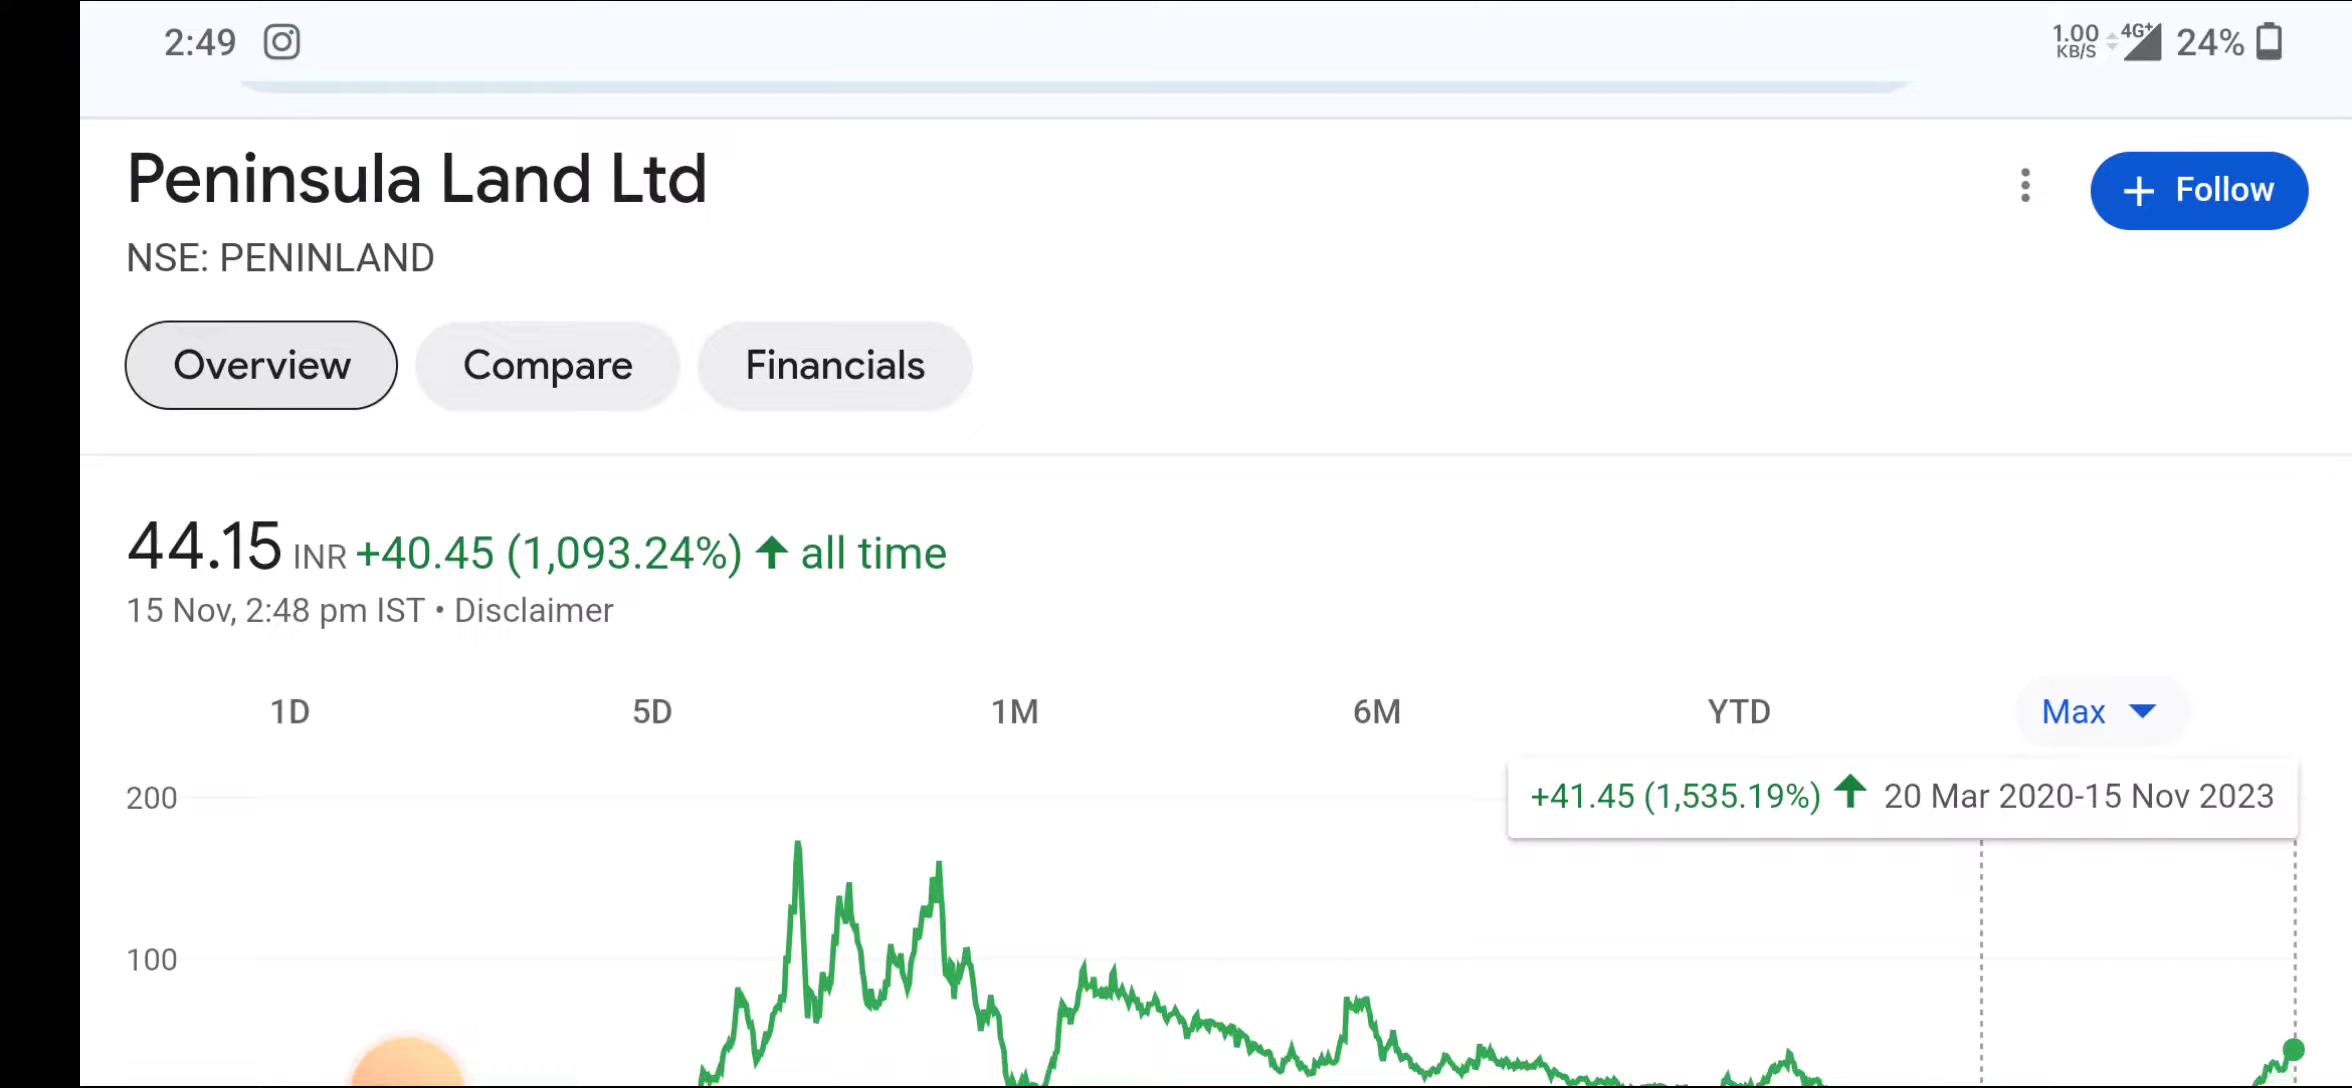 2:49
1.00 KB/S 4G+ 24%
Peninsula Land Ltd
+ Follow
NSE: PENINLAND
Overview Compare Financials
44.15 INR +40.45 (1,093.24%) ↑ all time
15 Nov, 2:48 pm IST • Disclaimer
1D 5D 1M 6M YTD Max
+41.45 (1,535.19%) ↑ 20 Mar 2020-15 Nov 2023
200
100